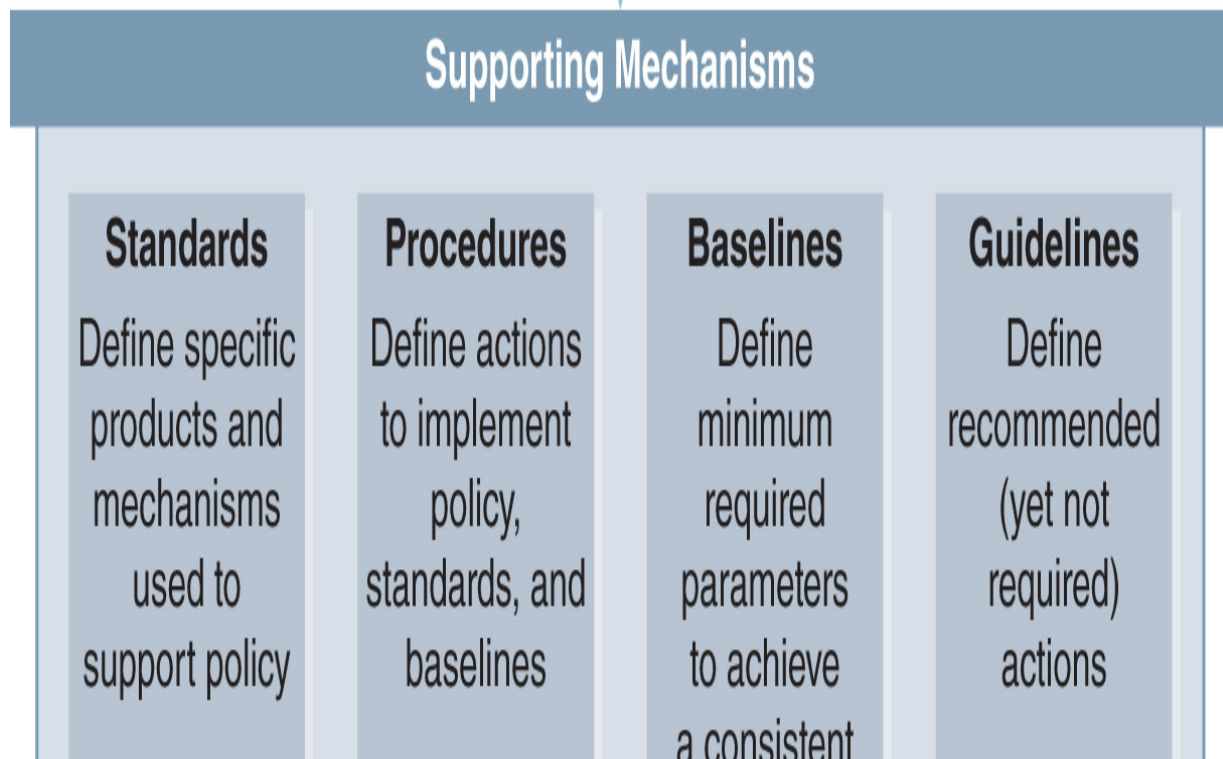 Supporting Mechanisms
Standards
Define specific
products and
mechanisms
used to
support policy
Procedures
Define actions
to implement
policy,
standards, and
baselines
Baselines
Define
minimum
required
parameters
to achieve
a consistent
Guidelines
Define
recommended
(yet not
required)
actions